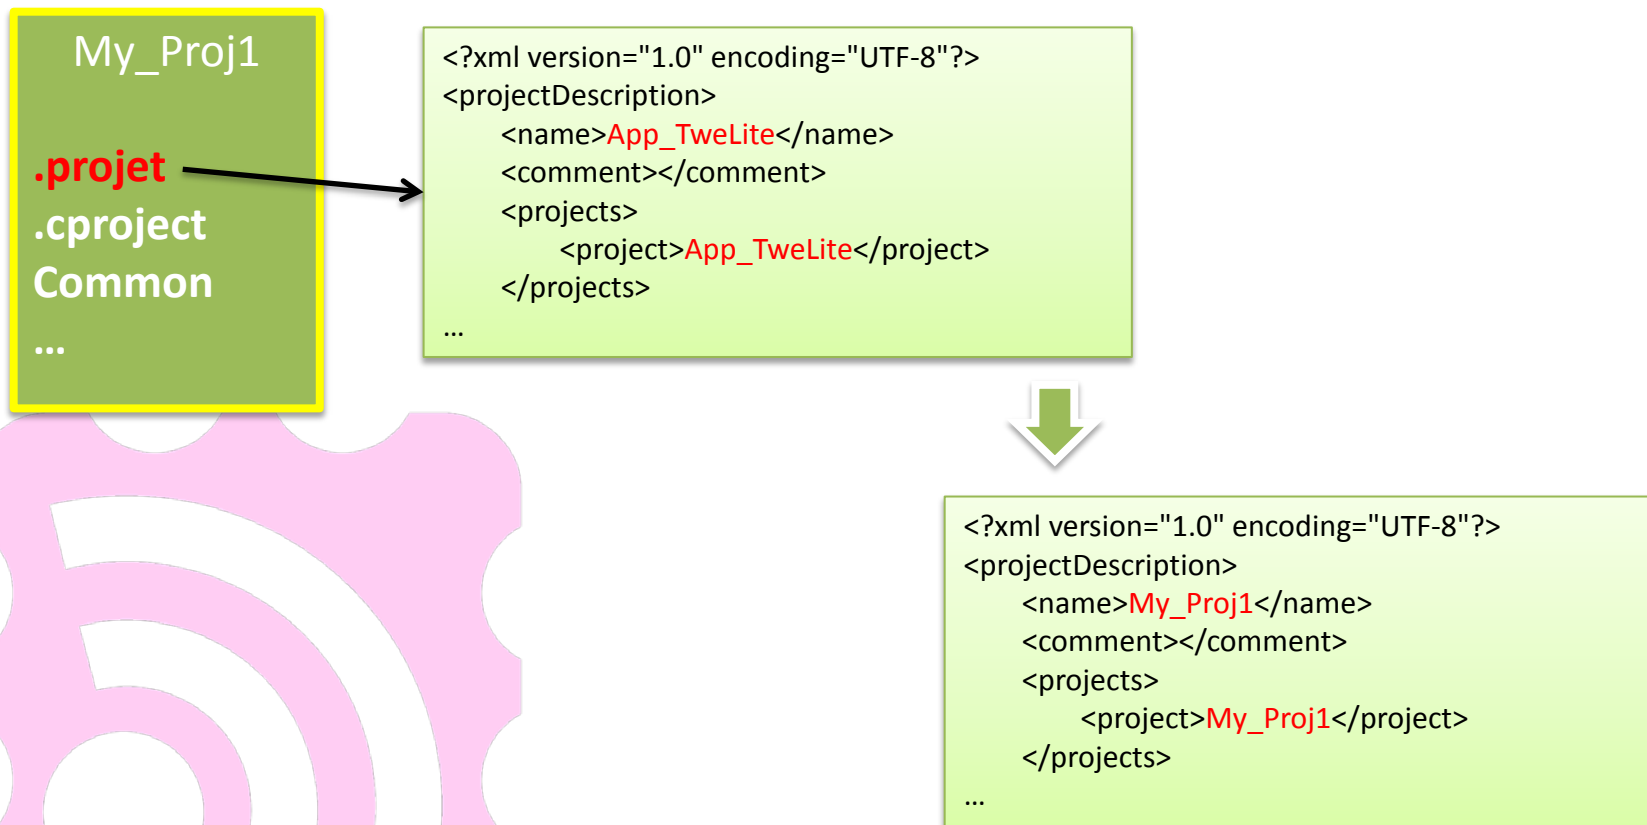 My_Proj1
.projet
.cproject
Common
...
<?xml version="1.0" encoding="UTF-8"?>
<projectDescription>
<name>App_TweLite</name>
<comment></comment>
<projects>
<project>App_TweLite</project>
</projects>
...
<?xml version="1.0" encoding="UTF-8"?>
<projectDescription>
<name>My_Proj1</name>
<comment></comment>
<projects>
<project>My_Proj1</project>
</projects>
...